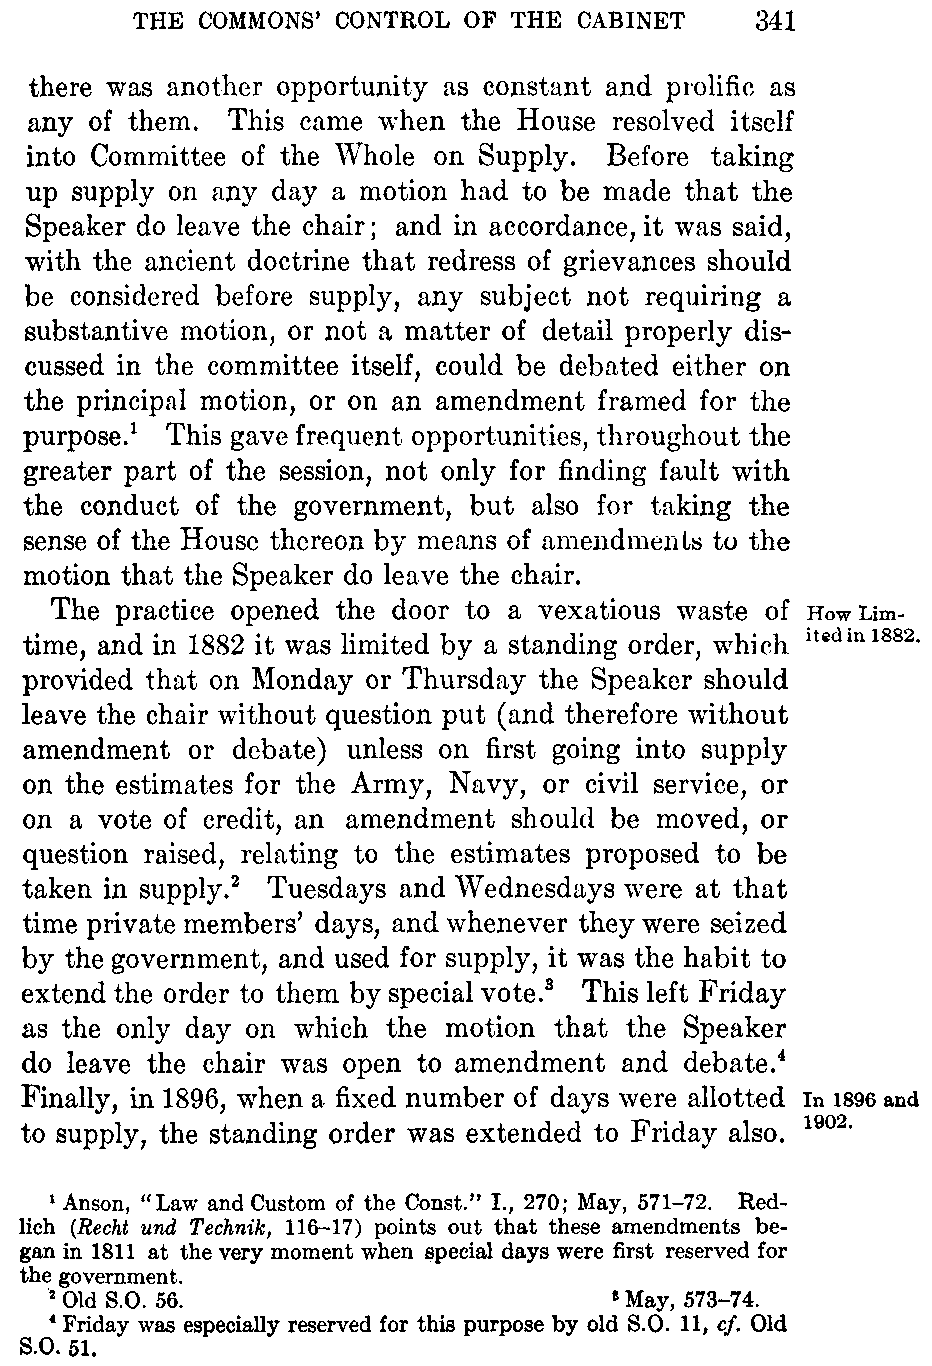 THE COMMONS' CONTROL OF THE CABINET 341
there was another opportunity as constant and prolific as
any of them. This came when the House resolved itself
into Committee of the Whole on Supply. Before taking
up supply on any day a motion had to be made that the
Speaker do leave the chair; and in accordance, it was said,
with the ancient doctrine that redress of grievances should
be considered before supply, any subject not requiring a
substantive motion, or not a matter of detail properly dis-
cussed in the committee itself, could be debated either on
the principal motion, or on an amendment framed for the
purpose.¹ This gave frequent opportunities, throughout the
greater part of the session, not only for finding fault with
the conduct of the government, but also for taking the
sense of the House thereon by means of amendments to the
motion that the Speaker do leave the chair.
The practice opened the door to a vexatious waste of
time, and in 1882 it was limited by a standing order, which
provided that on Monday or Thursday the Speaker should
leave the chair without question put (and therefore without
amendment or debate) unless on first going into supply
on the estimates for the Army, Navy, or civil service, or
on a vote of credit, an amendment should be moved, or
question raised, relating to the estimates proposed to be
taken in supply.² Tuesdays and Wednesdays were at that
time private members' days, and whenever they were seized
by the government, and used for supply, it was the habit to
extend the order to them by special vote.³ This left Friday
as the only day on which the motion that the Speaker
do leave the chair was open to amendment and debate.⁴
Finally, in 1896, when a fixed number of days were allotted
to supply, the standing order was extended to Friday also.
How Lim-
ited in 1882.
In 1896 and
1902.
¹ Anson, "Law and Custom of the Const." I., 270; May, 571–72. Red-
lich (Recht und Technik, 116–17) points out that these amendments be-
gan in 1811 at the very moment when special days were first reserved for
the government.
² Old S.O. 56. ³ May, 573–74.
⁴ Friday was especially reserved for this purpose by old S.O. 11, cf. Old
S.O. 51.